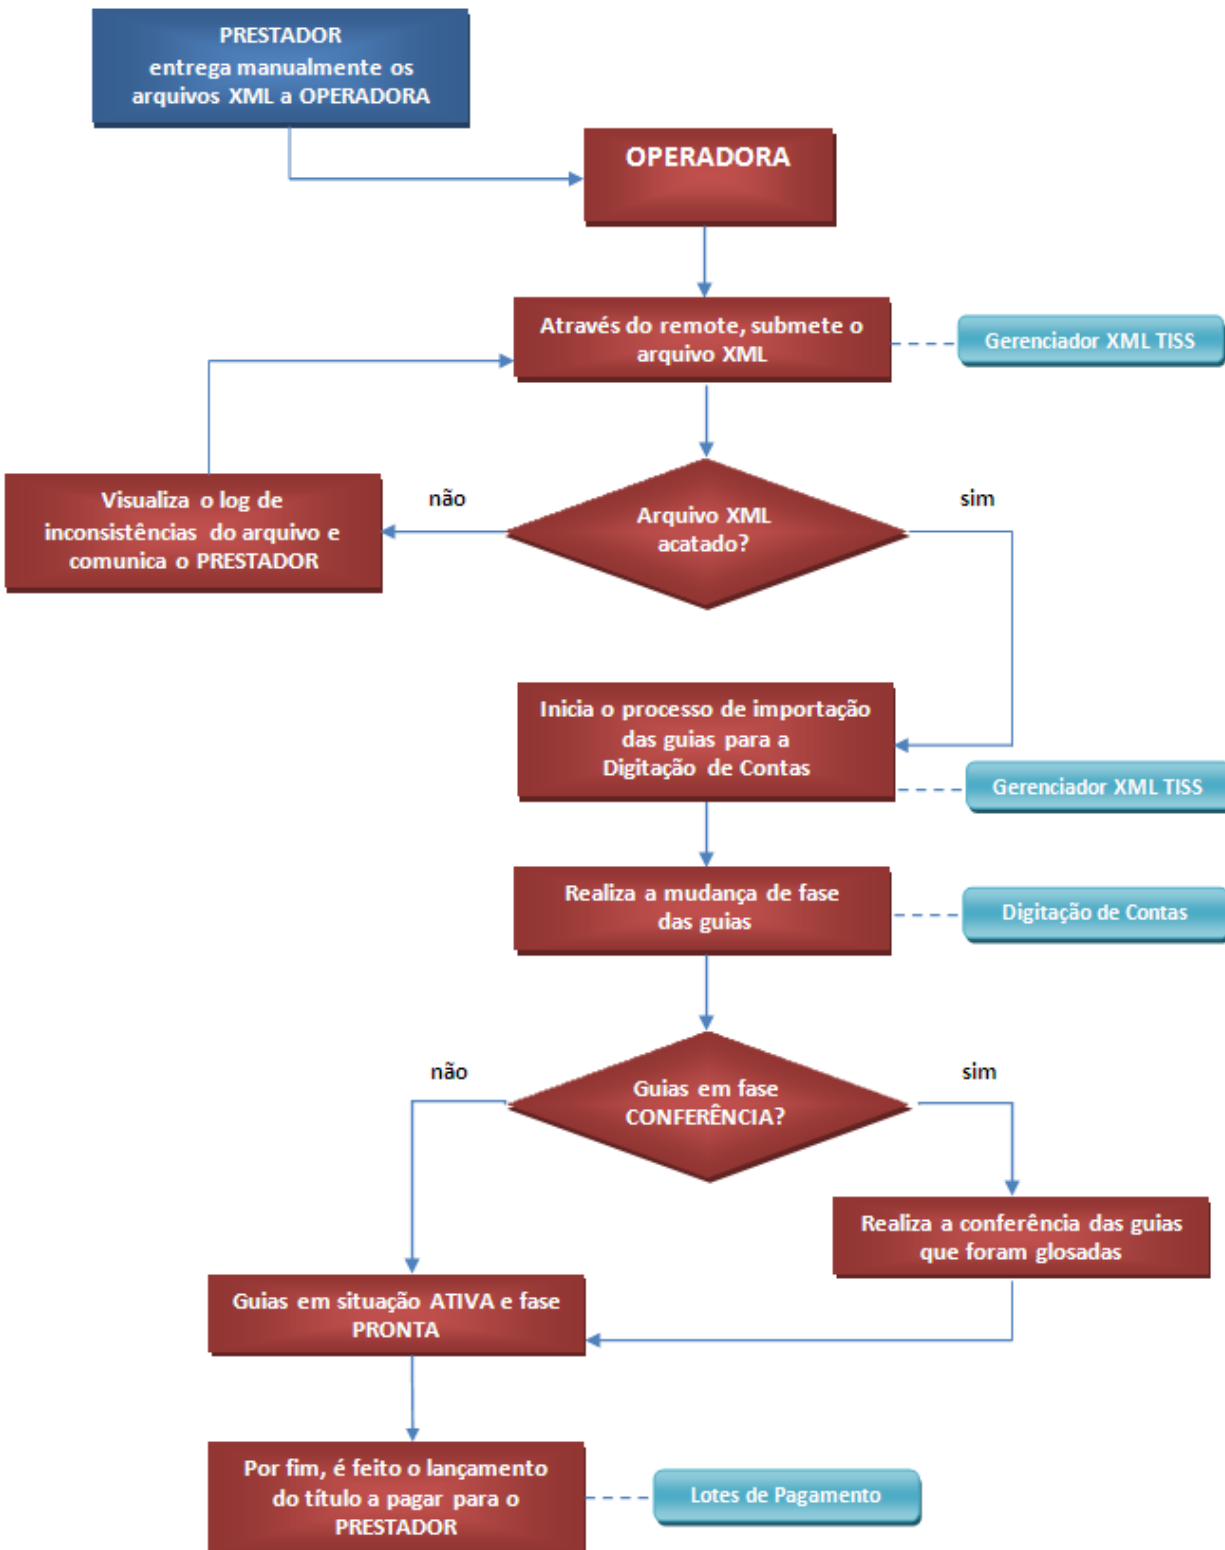 PRESTADOR
entrega manualmente os
arquivos XML a OPERADORA
OPERADORA
Através do remote, submete o
arquivo XML
Gerenciador XML TISS
Visualiza o log de
inconsistências do arquivo e
comunica o PRESTADOR
não
Arquivo XML
acatado?
sim
Inicia o processo de importação
das guias para a
Digitação de Contas
Gerenciador XML TISS
Realiza a mudança de fase
das guias
Digitação de Contas
não
Guias em fase
CONFERÊNCIA?
sim
Realiza a conferência das guias
que foram glosadas
Guias em situação ATIVA e fase
PRONTA
Por fim, é feito o lançamento
do título a pagar para o
PRESTADOR
Lotes de Pagamento